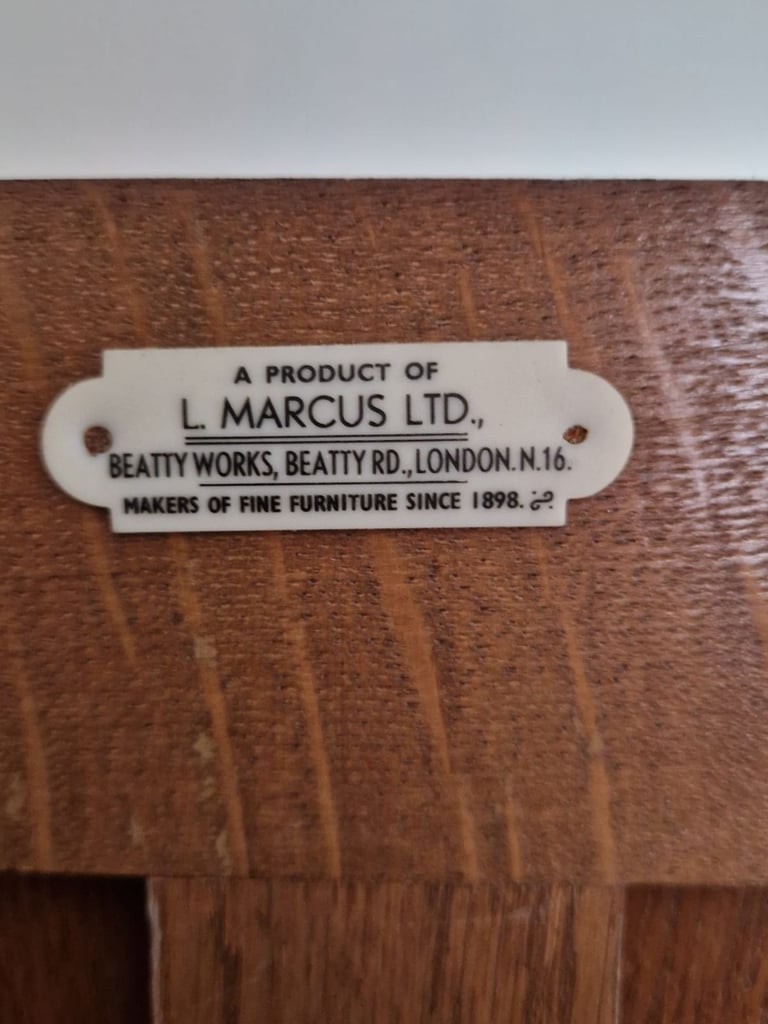 A PRODUCT OF
L. MARCUS LTD.,
BEATTY WORKS, BEATTY RD., LONDON. N.16.
MAKERS OF FINE FURNITURE SINCE 1898.